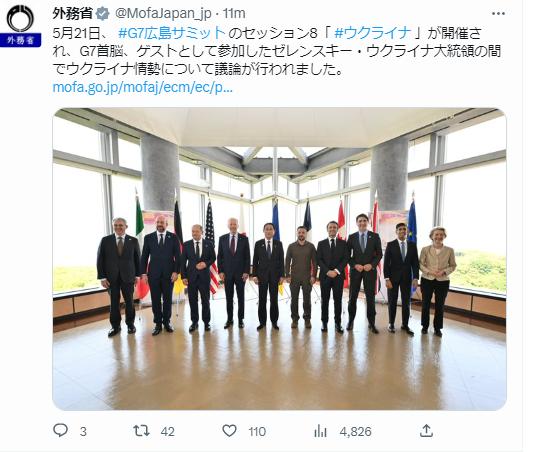 外務省 @MofaJapan_jp · 11m
外務省
5月21日、 #G7広島サミット のセッション8「 #ウクライナ 」が開催さ
れ、G7首脳、ゲストとして参加したゼレンスキー・ウクライナ大統領の間
でウクライナ情勢について議論が行われました。
mofa.go.jp/mofaj/ecm/ec/p...
3 42 110 4,826